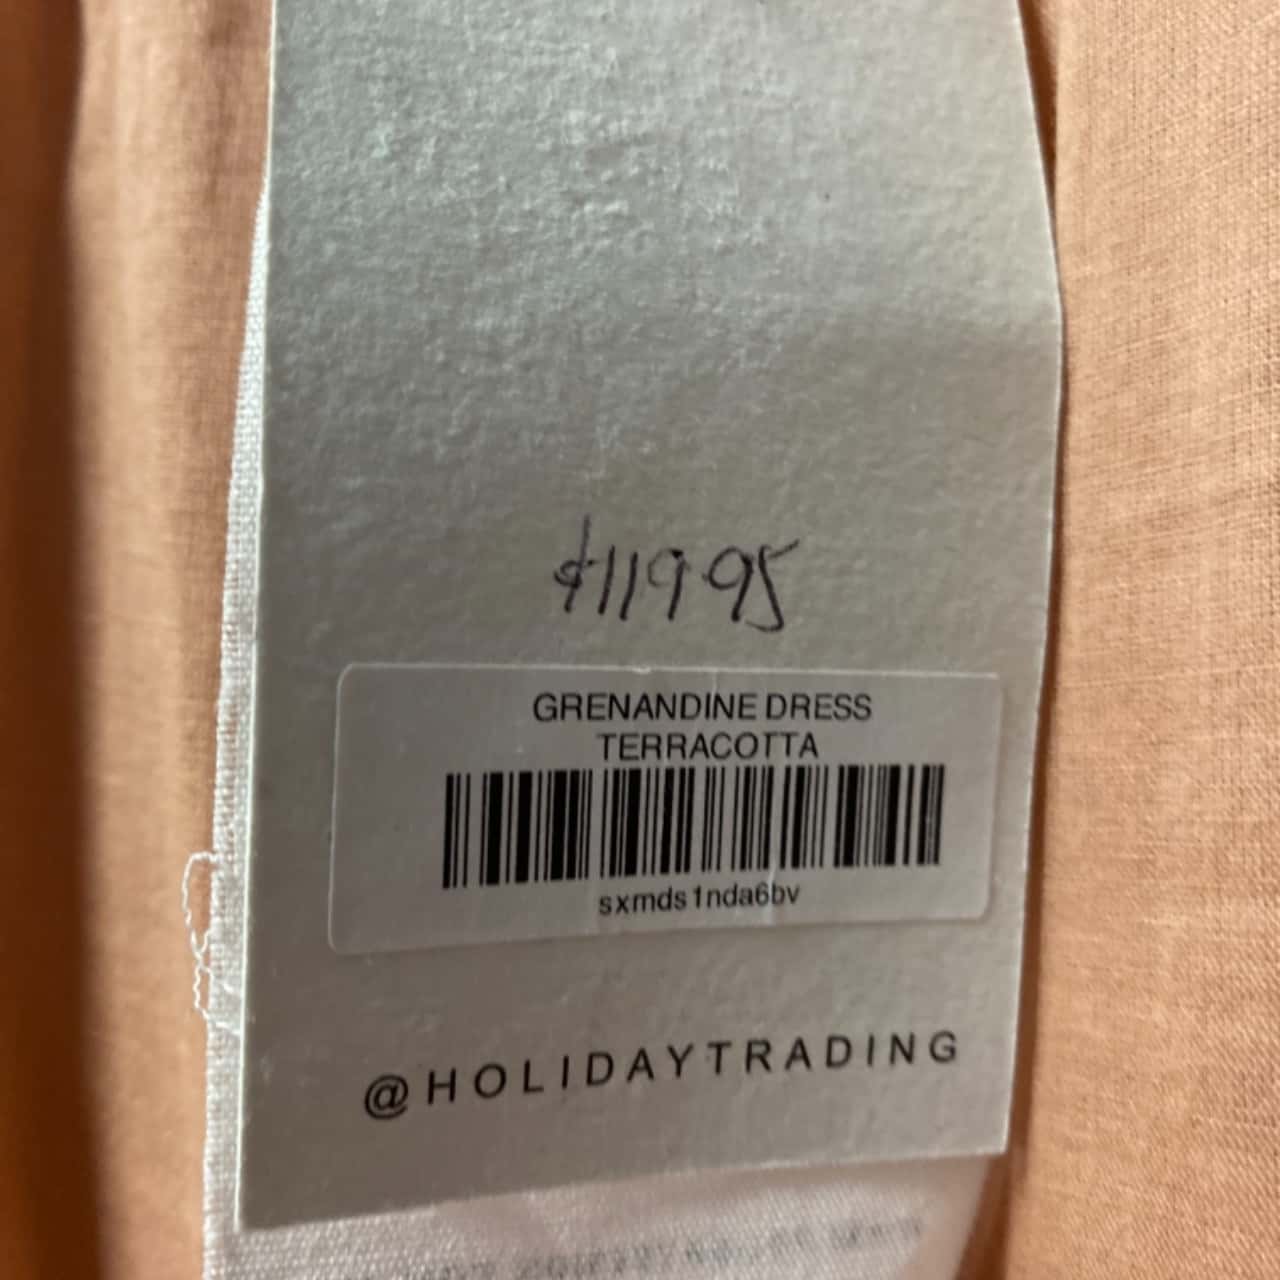 $119.95
GRENANDINE DRESS
TERRACOTTA
sxmds1nda6bv
@HOLIDAYTRADING